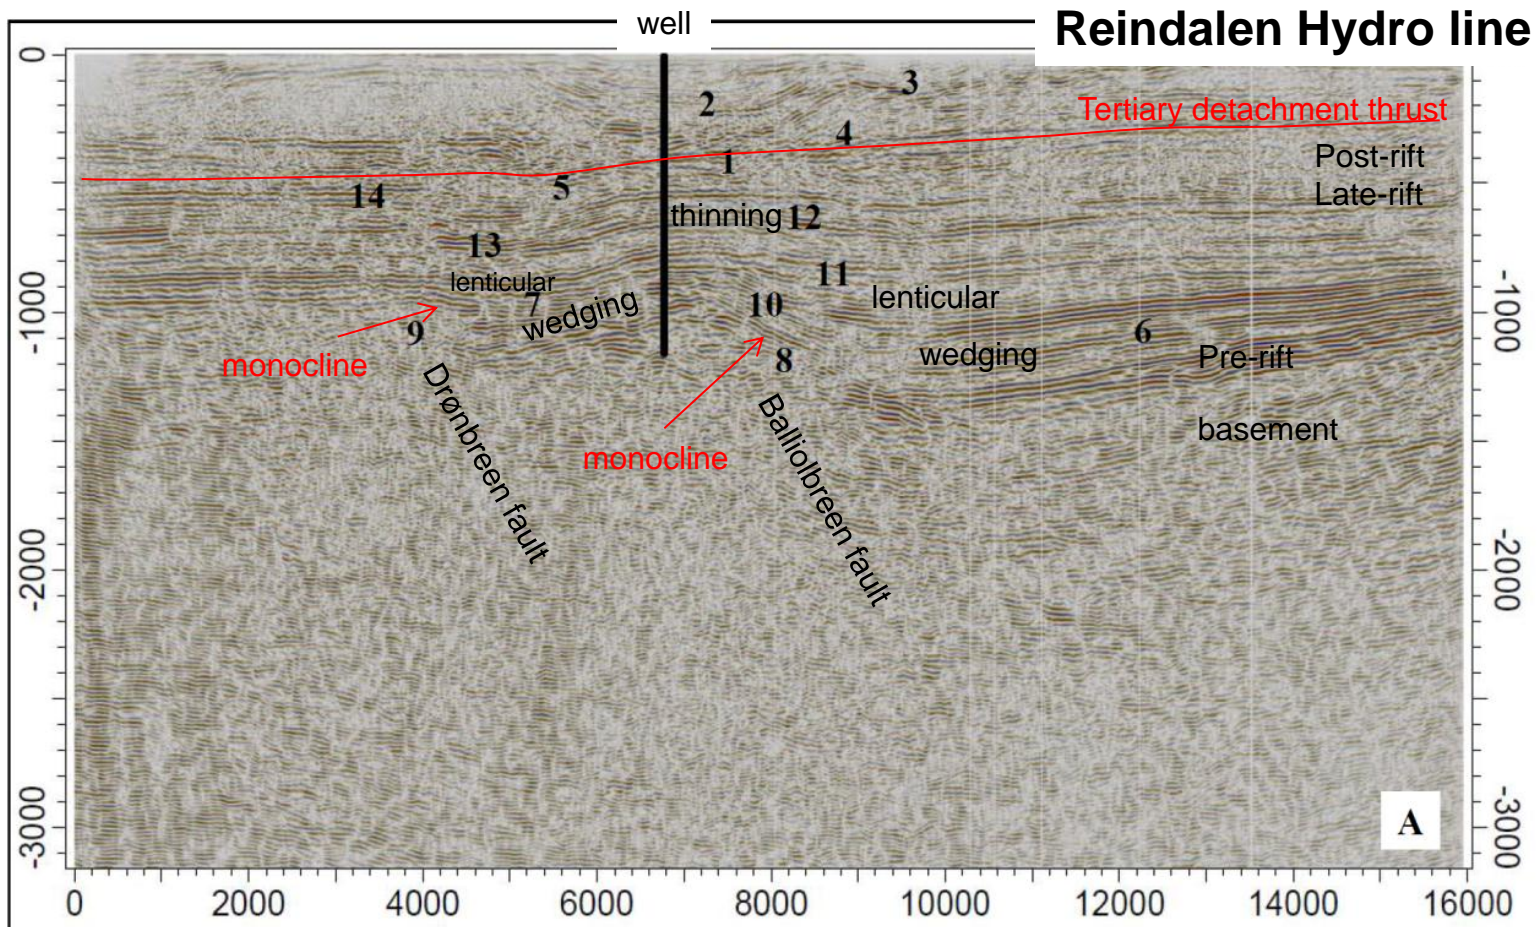 well
Reindalen Hydro line
0
3
2
Tertiary detachment thrust
4
1
Post-rift
5
14
Late-rift
thinning 12
13
11
lenticular
10
lenticular
7
wedging
-1000
-1000
9
6
monocline
8
wedging
Pre-rift
Drønbreen fault
Balliolbreen fault
basement
monocline
-2000
-2000
-3000
-3000
A
0 2000 4000 6000 8000 10000 12000 14000 16000